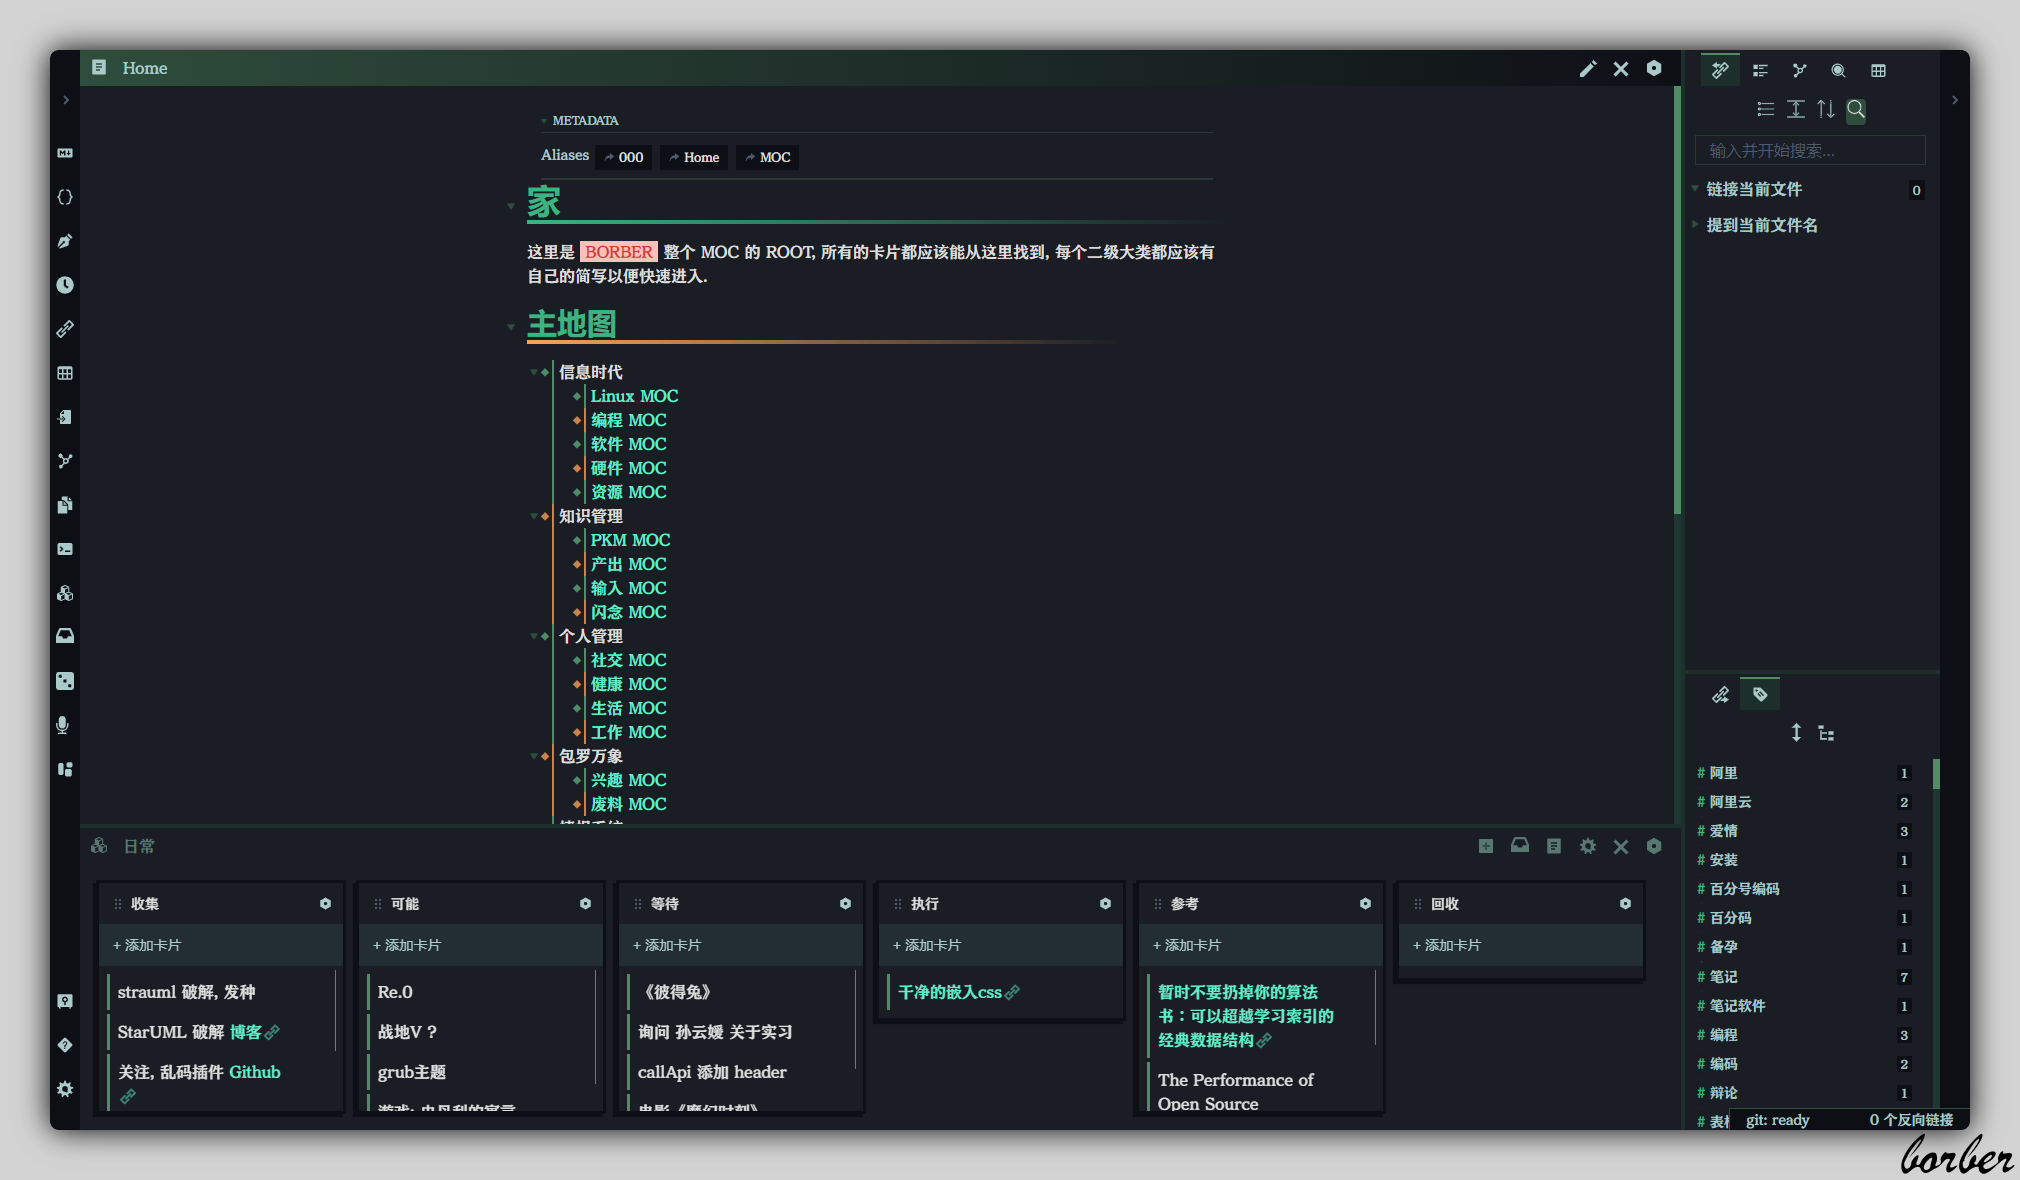 Home
METADATA
Aliases 000 Home MOC
家
这里是 BORBER 整个 MOC 的 ROOT, 所有的卡片都应该能从这里找到, 每个二级大类都应该有
自己的简写以便快速进入.
主地图
信息时代
Linux MOC
编程 MOC
软件 MOC
硬件 MOC
资源 MOC
知识管理
PKM MOC
产出 MOC
输入 MOC
闪念 MOC
个人管理
社交 MOC
健康 MOC
生活 MOC
工作 MOC
包罗万象
兴趣 MOC
废料 MOC
日常
收集
+ 添加卡片
strauml 破解, 发种
StarUML 破解 博客
关注, 乱码插件 Github
可能
+ 添加卡片
Re.0
战地V ?
grub主题
等待
+ 添加卡片
《彼得兔》
询问 孙云媛 关于实习
callApi 添加 header
电影《魔幻时刻》
执行
+ 添加卡片
干净的嵌入css
参考
+ 添加卡片
暂时不要扔掉你的算法
书：可以超越学习索引的
经典数据结构
The Performance of
Open Source
回收
+ 添加卡片
输入并开始搜索...
链接当前文件 0
提到当前文件名
# 阿里 1
# 阿里云 2
# 爱情 3
# 安装 1
# 百分号编码 1
# 百分码 1
# 备孕 1
# 笔记 7
# 笔记软件 1
# 编程 3
# 编码 2
# 辩论 1
# 表
git: ready 0 个反向链接
borber